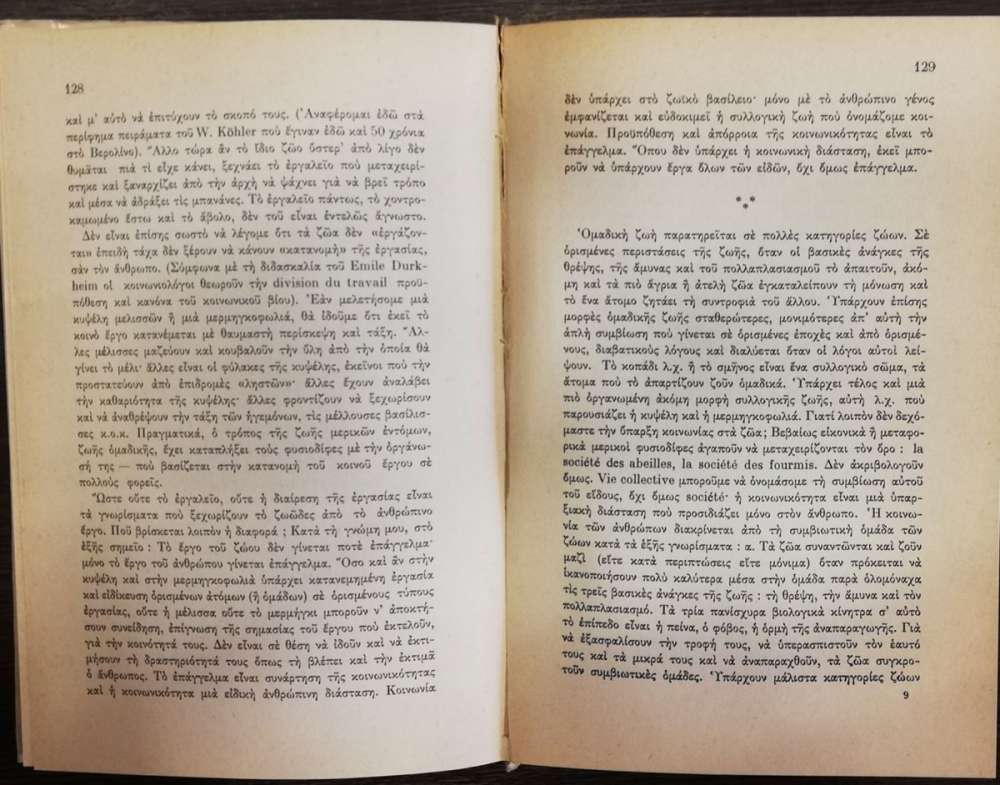 128
καὶ μ' αὐτὸ νὰ ἐπιτύχουν τὸ σκοπό τους. (Ἀναφέρομαι ἐδῶ στὰ
περίφημα πειράματα τοῦ W. Köhler ποὺ ἔγιναν ἐδῶ καὶ 50 χρόνια
στὸ Βερολίνο). Ἄλλο τώρα ἂν τὸ ἴδιο ζῶο ὕστερ' ἀπὸ λίγο δὲν
θυμᾶται πιὰ τί εἶχε κάνει, ξεχνάει τὸ ἐργαλεῖο ποὺ μεταχειρί-
στηκε καὶ ξαναρχίζει ἀπὸ τὴν ἀρχὴ νὰ ψάχνει γιὰ νὰ βρεῖ τρόπο
καὶ μέσα νὰ ἀδράξει τὶς μπανάνες. Τὸ ἐργαλεῖο πάντως, τὸ χοντρο-
καμωμένο ἔστω καὶ τὸ ἄβολο, δὲν τοῦ εἶναι ἐντελῶς ἄγνωστο.
Δὲν εἶναι ἐπίσης σωστὸ νὰ λέγομε ὅτι τὰ ζῶα δὲν «ἐργάζον-
ται» ἐπειδὴ τάχα δὲν ξέρουν νὰ κάνουν «κατανομὴ» τῆς ἐργασίας,
σὰν τὸν ἄνθρωπο. (Σύμφωνα μὲ τὴ διδασκαλία τοῦ Emile Durk-
heim οἱ κοινωνιολόγοι θεωροῦν τὴν division du travail προϋ-
πόθεση καὶ κανόνα τοῦ κοινωνικοῦ βίου). Ἐὰν μελετήσομε μιὰ
κυψέλη μελισσῶν ἢ μιὰ μερμηγκοφωλιά, θὰ ἰδοῦμε ὅτι ἐκεῖ τὸ
κοινὸ ἔργο κατανέμεται μὲ θαυμαστὴ περίσκεψη καὶ τάξη. Ἄλ-
λες μέλισσες μαζεύουν καὶ κουβαλοῦν τὴν ὕλη ἀπὸ τὴν ὁποία θὰ
γίνει τὸ μέλι· ἄλλες εἶναι οἱ φύλακες τῆς κυψέλης, ἐκεῖνοι ποὺ τὴν
προστατεύουν ἀπὸ ἐπιδρομὲς «ληστῶν»· ἄλλες ἔχουν ἀναλάβει
τὴν καθαριότητα τῆς κυψέλης· ἄλλες φροντίζουν νὰ ξεχωρίσουν
καὶ νὰ ἀναθρέψουν τὴν τάξη τῶν ἡγεμόνων, τὶς μέλλουσες βασίλισ-
σες κ.ο.κ. Πραγματικά, ὁ τρόπος τῆς ζωῆς μερικῶν ἐντόμων,
ζωῆς ὁμαδικῆς, ἔχει καταπλήξει τοὺς φυσιοδίφες μὲ τὴν ὀργάνω-
σή της — ποὺ βασίζεται στὴν κατανομὴ τοῦ κοινοῦ ἔργου σὲ
πολλοὺς φορεῖς.
Ὥστε οὔτε τὸ ἐργαλεῖο, οὔτε ἡ διαίρεση τῆς ἐργασίας εἶναι
τὰ γνωρίσματα ποὺ ξεχωρίζουν τὸ ζωῶδες ἀπὸ τὸ ἀνθρώπινο
ἔργο. Ποῦ βρίσκεται λοιπὸν ἡ διαφορά ; Κατὰ τὴ γνώμη μου, στὸ
ἑξῆς σημεῖο : Τὸ ἔργο τοῦ ζώου δὲν γίνεται ποτὲ ἐπάγγελμα·
μόνο τὸ ἔργο τοῦ ἀνθρώπου γίνεται ἐπάγγελμα. Ὅσο καὶ ἂν στὴν
κυψέλη καὶ στὴν μερμηγκοφωλιὰ ὑπάρχει κατανεμημένη ἐργασία
καὶ εἰδίκευση ὁρισμένων ἀτόμων (ἢ ὁμάδων) σὲ ὁρισμένους τύπους
ἐργασίας, οὔτε ἡ μέλισσα οὔτε τὸ μερμήγκι μποροῦν ν' ἀποκτή-
σουν συνείδηση, ἐπίγνωση τῆς σημασίας τοῦ ἔργου ποὺ ἐκτελοῦν,
γιὰ τὴν κοινότητά τους. Δὲν εἶναι σὲ θέση νὰ ἰδοῦν καὶ νὰ ἐκτι-
μήσουν τὴ δραστηριότητά τους ὅπως τὴ βλέπει καὶ τὴν ἐκτιμᾶ
ὁ ἄνθρωπος. Τὸ ἐπάγγελμα εἶναι συνάρτηση τῆς κοινωνικότητας
καὶ ἡ κοινωνικότητα μιὰ εἰδικὴ ἀνθρώπινη διάσταση. Κοινωνία
129
δὲν ὑπάρχει στὸ ζωϊκὸ βασίλειο· μόνο μὲ τὸ ἀνθρώπινο γένος
ἐμφανίζεται καὶ εὐδοκιμεῖ ἡ συλλογικὴ ζωὴ ποὺ ὀνομάζομε κοι-
νωνία. Προϋπόθεση καὶ ἀπόρροια τῆς κοινωνικότητας εἶναι τὸ
ἐπάγγελμα. Ὅπου δὲν ὑπάρχει ἡ κοινωνικὴ διάσταση, ἐκεῖ μπο-
ροῦν νὰ ὑπάρχουν ἔργα ὅλων τῶν εἰδῶν, ὄχι ὅμως ἐπάγγελμα.
***
Ὁμαδικὴ ζωὴ παρατηρεῖται σὲ πολλὲς κατηγορίες ζώων. Σὲ
ὁρισμένες περιστάσεις τῆς ζωῆς, ὅταν οἱ βασικὲς ἀνάγκες τῆς
θρέψης, τῆς ἄμυνας καὶ τοῦ πολλαπλασιασμοῦ τὸ ἀπαιτοῦν, ἀκό-
μη καὶ τὰ πιὸ ἄγρια ἢ ἀτελῆ ζῶα ἐγκαταλείπουν τὴ μόνωση καὶ
τὸ ἕνα ἄτομο ζητάει τὴ συντροφιὰ τοῦ ἄλλου. Ὑπάρχουν ἐπίσης
μορφὲς ὁμαδικῆς ζωῆς σταθερώτερες, μονιμότερες ἀπ' αὐτὴ τὴν
ἁπλὴ συμβίωση ποὺ γίνεται σὲ ὁρισμένες ἐποχὲς καὶ ἀπὸ ὁρισμέ-
νους, διαβατικοὺς λόγους καὶ διαλύεται ὅταν οἱ λόγοι αὐτοὶ λεί-
ψουν. Τὸ κοπάδι λ.χ. ἢ τὸ σμῆνος εἶναι ἕνα συλλογικὸ σῶμα, τὰ
ἄτομα ποὺ τὸ ἀπαρτίζουν ζοῦν ὁμαδικά. Ὑπάρχει τέλος καὶ μιὰ
πιὸ ὀργανωμένη ἀκόμη μορφὴ συλλογικῆς ζωῆς, αὐτὴ λ.χ. ποὺ
παρουσιάζει ἡ κυψέλη καὶ ἡ μερμηγκοφωλιά. Γιατί λοιπὸν δὲν δεχό-
μαστε τὴν ὕπαρξη κοινωνίας στὰ ζῶα ; Βεβαίως εἰκονικὰ ἢ μεταφο-
ρικὰ μερικοὶ φυσιοδίφες ἀγαποῦν νὰ μεταχειρίζονται τὸν ὅρο : la
société des abeilles, la société des fourmis. Δὲν ἀκριβολογοῦν
ὅμως. Vie collective μποροῦμε νὰ ὀνομάσομε τὴ συμβίωση αὐτοῦ
τοῦ εἴδους, ὄχι ὅμως société· ἡ κοινωνικότητα εἶναι μιὰ ὑπαρ-
ξιακὴ διάσταση ποὺ προσιδιάζει μόνο στὸν ἄνθρωπο. Ἡ κοινω-
νία τῶν ἀνθρώπων διακρίνεται ἀπὸ τὴ συμβιωτικὴ ὁμάδα τῶν
ζώων κατὰ τὰ ἑξῆς γνωρίσματα : α. Τὰ ζῶα συναντῶνται καὶ ζοῦν
μαζὶ (εἴτε κατὰ περιπτώσεις εἴτε μόνιμα) ὅταν πρόκειται νὰ
ἱκανοποιήσουν πολὺ καλύτερα μέσα στὴν ὁμάδα παρὰ ὁλομόναχα
τὶς τρεῖς βασικὲς ἀνάγκες τῆς ζωῆς : τὴ θρέψη, τὴν ἄμυνα καὶ τὸν
πολλαπλασιασμό. Τὰ τρία πανίσχυρα βιολογικὰ κίνητρα σ' αὐτὸ
τὸ ἐπίπεδο εἶναι ἡ πείνα, ὁ φόβος, ἡ ὁρμὴ τῆς ἀναπαραγωγῆς. Γιὰ
νὰ ἐξασφαλίσουν τὴν τροφή τους, νὰ ὑπερασπιστοῦν τὸν ἑαυτό
τους καὶ τὰ μικρά τους καὶ νὰ ἀναπαραχθοῦν, τὰ ζῶα συγκρο-
τοῦν συμβιωτικὲς ὁμάδες. Ὑπάρχουν μάλιστα κατηγορίες ζώων
9